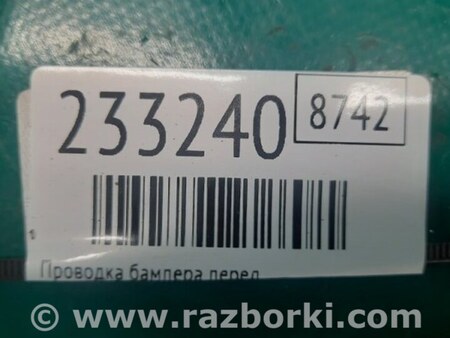 233240 8742
Проводка бампера перед
© www.razborki.com